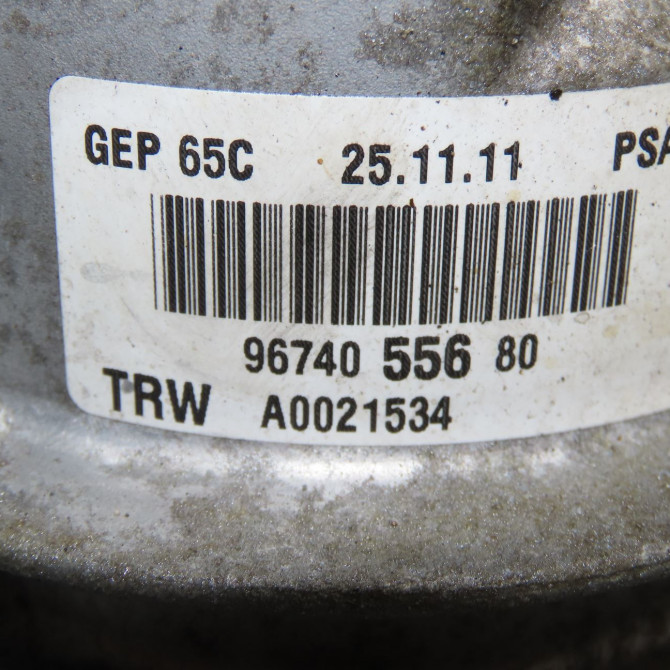 GEP 65C 25.11.11 PSA
96740 556 80
TRW A0021534